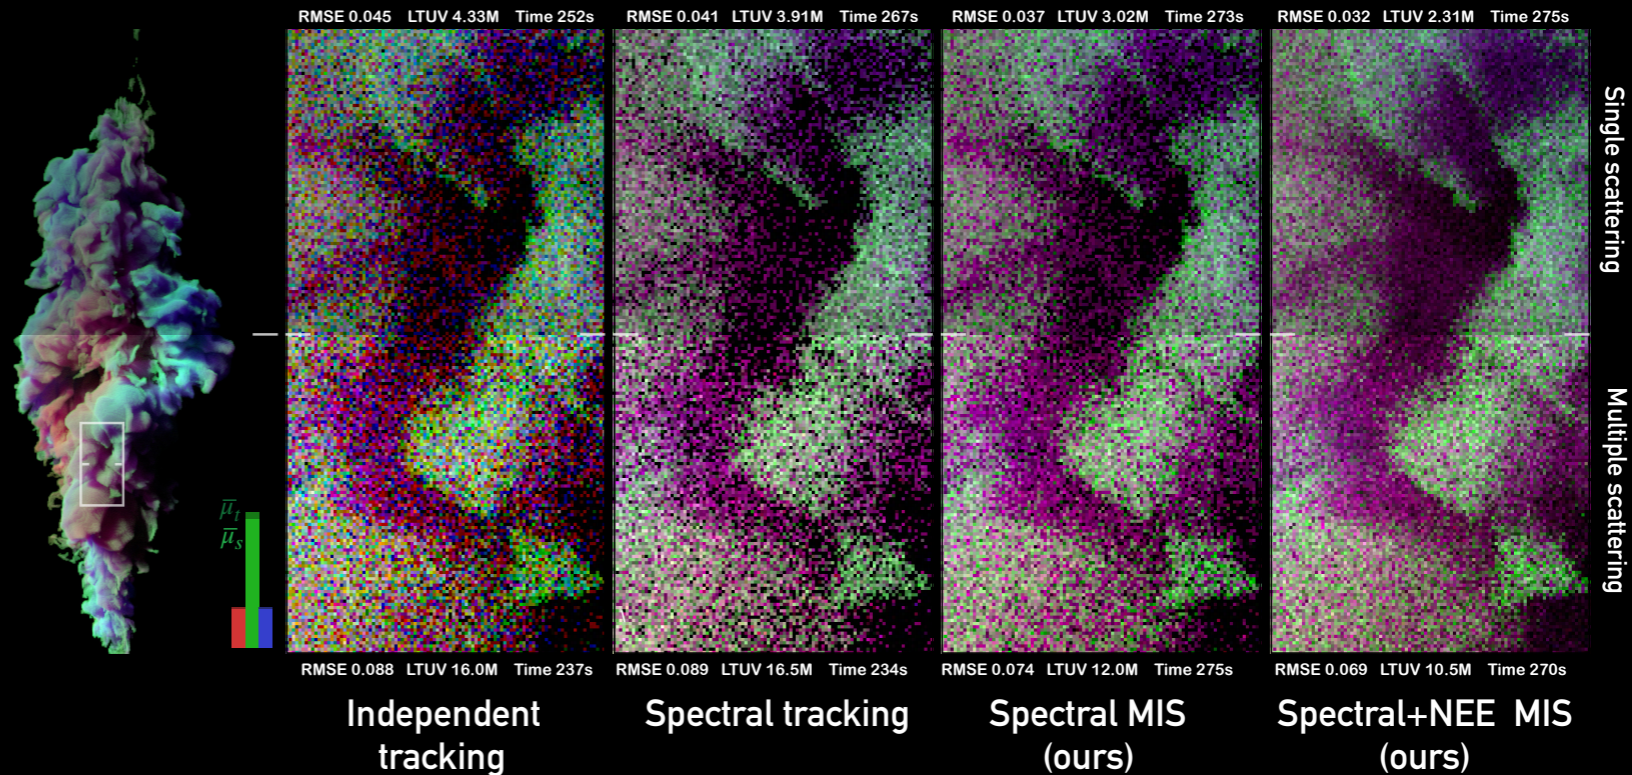 RMSE 0.045 LTUV 4.33M Time 252s
RMSE 0.041 LTUV 3.91M Time 267s
RMSE 0.037 LTUV 3.02M Time 273s
RMSE 0.032 LTUV 2.31M Time 275s
Single scattering
Multiple scattering
μ̄t
μ̄s
RMSE 0.088 LTUV 16.0M Time 237s
RMSE 0.089 LTUV 16.5M Time 234s
RMSE 0.074 LTUV 12.0M Time 275s
RMSE 0.069 LTUV 10.5M Time 270s
Independent
tracking
Spectral tracking
Spectral MIS
(ours)
Spectral+NEE MIS
(ours)